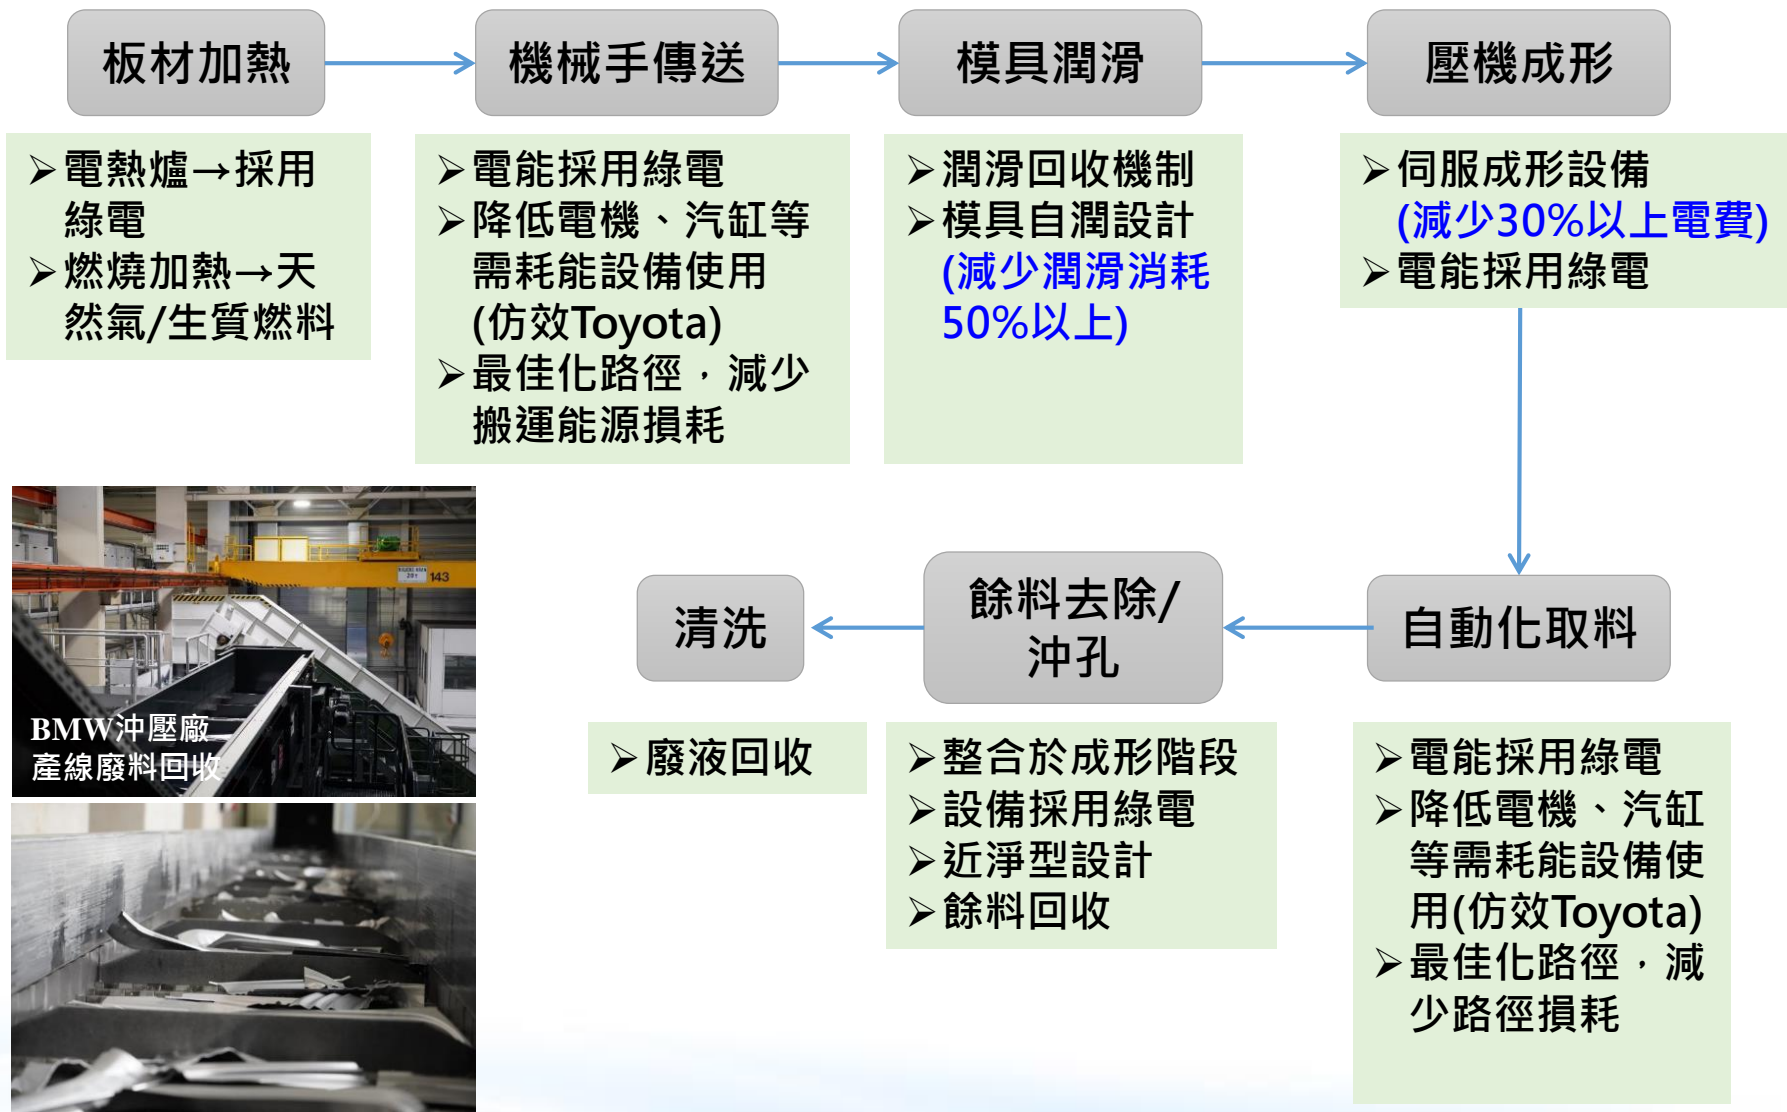 板材加熱
機械手傳送
模具潤滑
壓機成形
➢電熱爐→採用
綠電
➢燃燒加熱→天
然氣/生質燃料
➢電能採用綠電
➢降低電機、汽缸等
需耗能設備使用
(仿效Toyota)
➢最佳化路徑，減少
搬運能源損耗
➢潤滑回收機制
➢模具自潤設計
(減少潤滑消耗
50%以上)
➢伺服成形設備
(減少30%以上電費)
➢電能採用綠電
自動化取料
餘料去除/
沖孔
清洗
➢電能採用綠電
➢降低電機、汽缸
等需耗能設備使
用(仿效Toyota)
➢最佳化路徑，減
少路徑損耗
➢整合於成形階段
➢設備採用綠電
➢近淨型設計
➢餘料回收
➢廢液回收
143
BMW沖壓廠
產線廢料回收